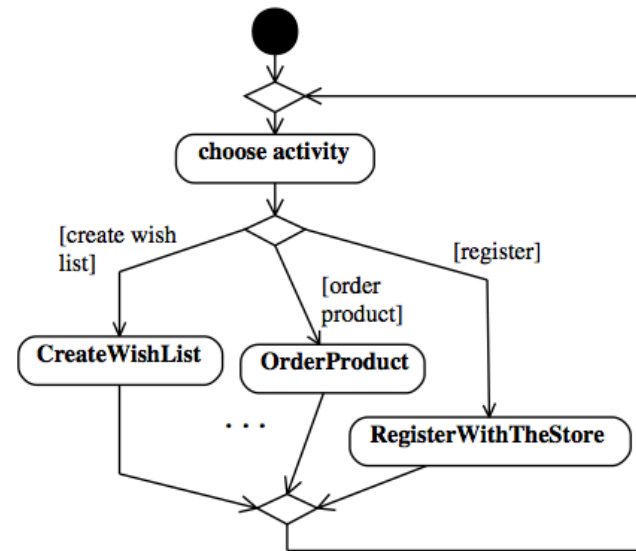 choose activity
[create wish
list]
[register]
[order
product]
CreateWishList
OrderProduct
. . .
RegisterWithTheStore